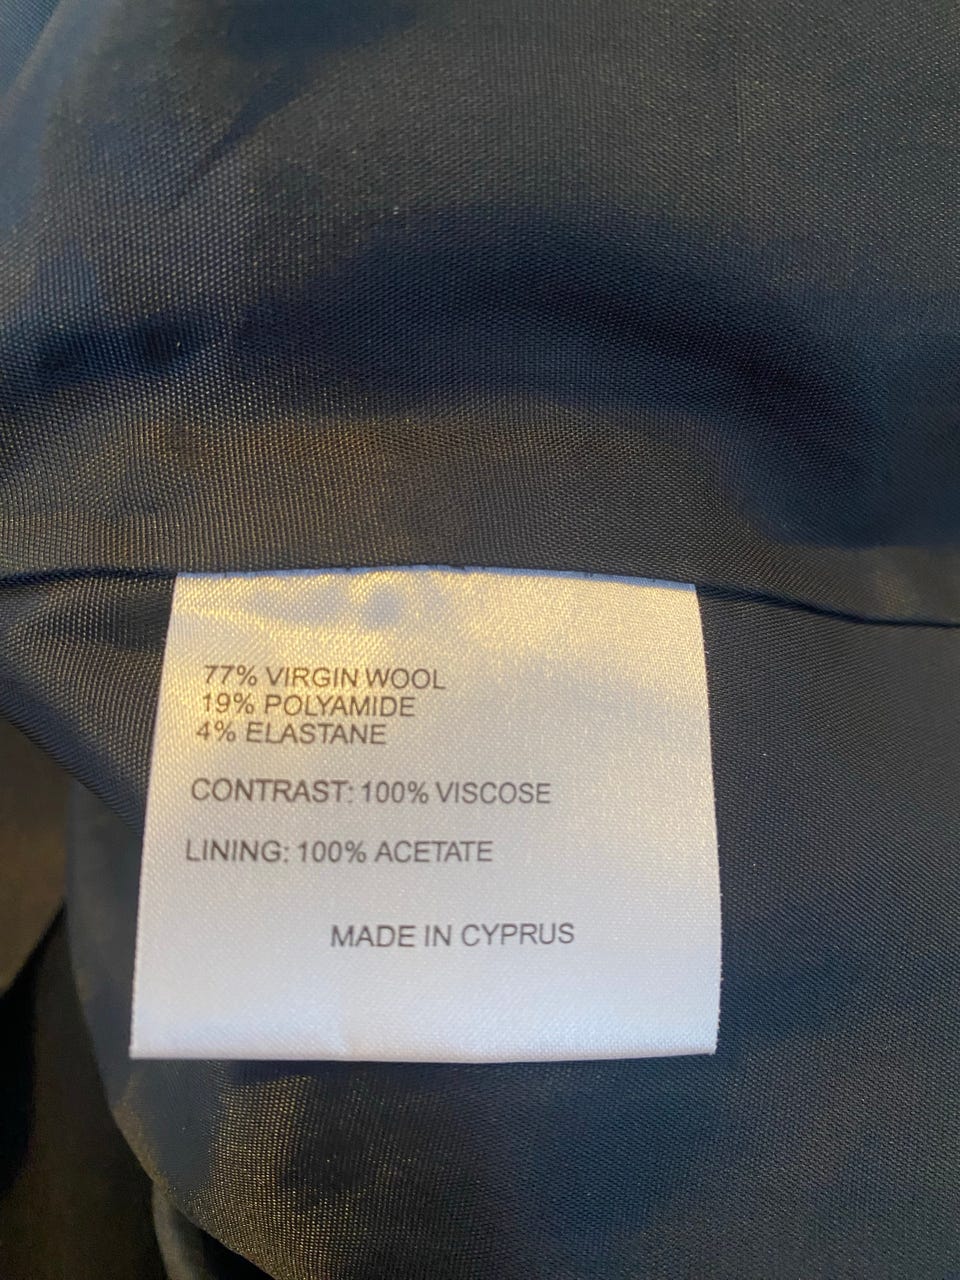 77% VIRGIN WOOL
19% POLYAMIDE
4% ELASTANE
CONTRAST: 100% VISCOSE
LINING: 100% ACETATE
MADE IN CYPRUS